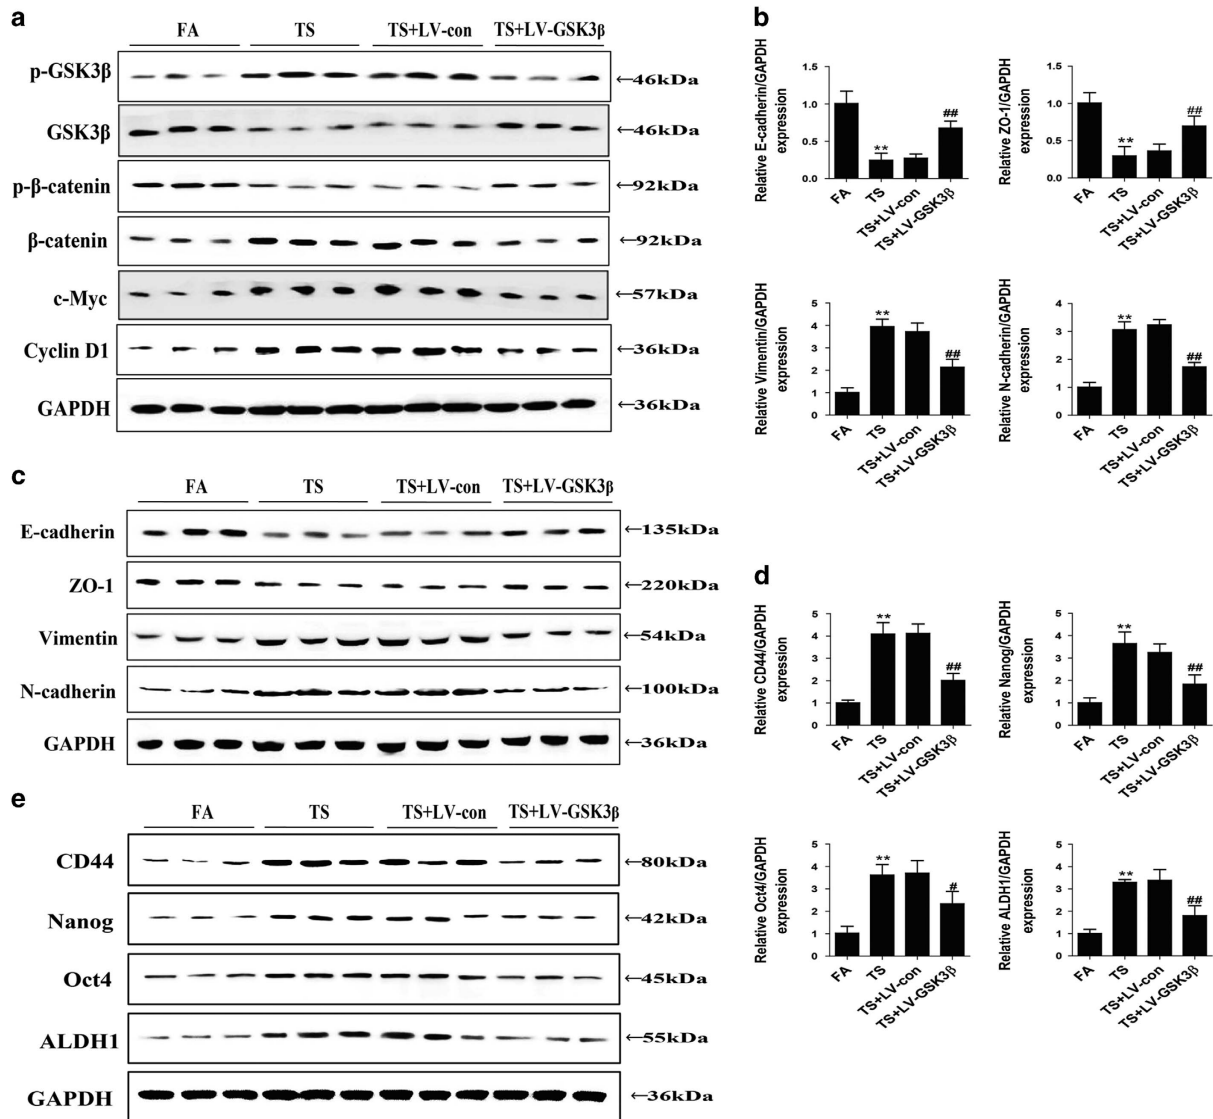 a
FA TS TS+LV-con TS+LV-GSK3β
p-GSK3β ←46kDa
GSK3β ←46kDa
p-β-catenin ←92kDa
β-catenin ←92kDa
c-Myc ←57kDa
Cyclin D1 ←36kDa
GAPDH ←36kDa
b
Relative E-cadherin/GAPDH
expression
1.5
1.0
0.5
0
**
##
FA TS TS+LV-con TS+LV-GSK3β
Relative ZO-1/GAPDH
expression
1.5
1.0
0.5
0
**
##
FA TS TS+LV-con TS+LV-GSK3β
Relative Vimentin/GAPDH
expression
5
4
3
2
1
0
**
##
FA TS TS+LV-con TS+LV-GSK3β
Relative N-cadherin/GAPDH
expression
4
3
2
1
0
**
##
FA TS TS+LV-con TS+LV-GSK3β
c
FA TS TS+LV-con TS+LV-GSK3β
E-cadherin ←135kDa
ZO-1 ←220kDa
Vimentin ←54kDa
N-cadherin ←100kDa
GAPDH ←36kDa
d
Relative CD44/GAPDH
expression
5
4
3
2
1
0
**
##
FA TS TS+LV-con TS+LV-GSK3β
Relative Nanog/GAPDH
expression
5
4
3
2
1
0
**
##
FA TS TS+LV-con TS+LV-GSK3β
Relative Oct4/GAPDH
expression
5
4
3
2
1
0
**
#
FA TS TS+LV-con TS+LV-GSK3β
Relative ALDH1/GAPDH
expression
5
4
3
2
1
0
**
##
FA TS TS+LV-con TS+LV-GSK3β
e
FA TS TS+LV-con TS+LV-GSK3β
CD44 ←80kDa
Nanog ←42kDa
Oct4 ←45kDa
ALDH1 ←55kDa
GAPDH ←36kDa